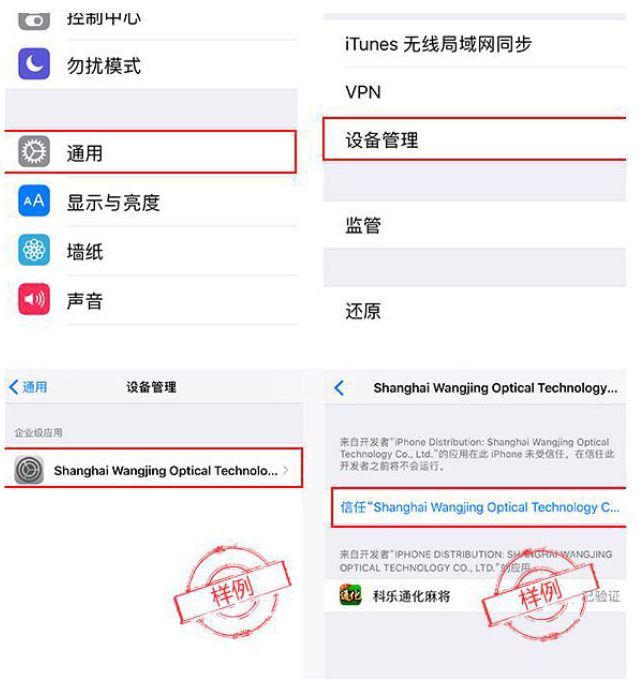 控制中心
勿扰模式
通用
AA
显示与亮度
墙纸
声音
iTunes 无线局域网同步
VPN
设备管理
监管
还原
通用
设备管理
企业级应用
Shanghai Wangjing Optical Technolo...
样例
Shanghai Wangjing Optical Technology...
来自开发者"iPhone Distribution: Shanghai Wangjing Optical
Technology Co., Ltd."的应用在此 iPhone 未受信任。在信任此
开发者之前将不会运行。
信任"Shanghai Wangjing Optical Technology C...
来自开发者"IPHONE DISTRIBUTION: SHANGHAI WANGJING
OPTICAL TECHNOLOGY CO., LTD."的应用
通化
科乐通化麻将
已验证
样例